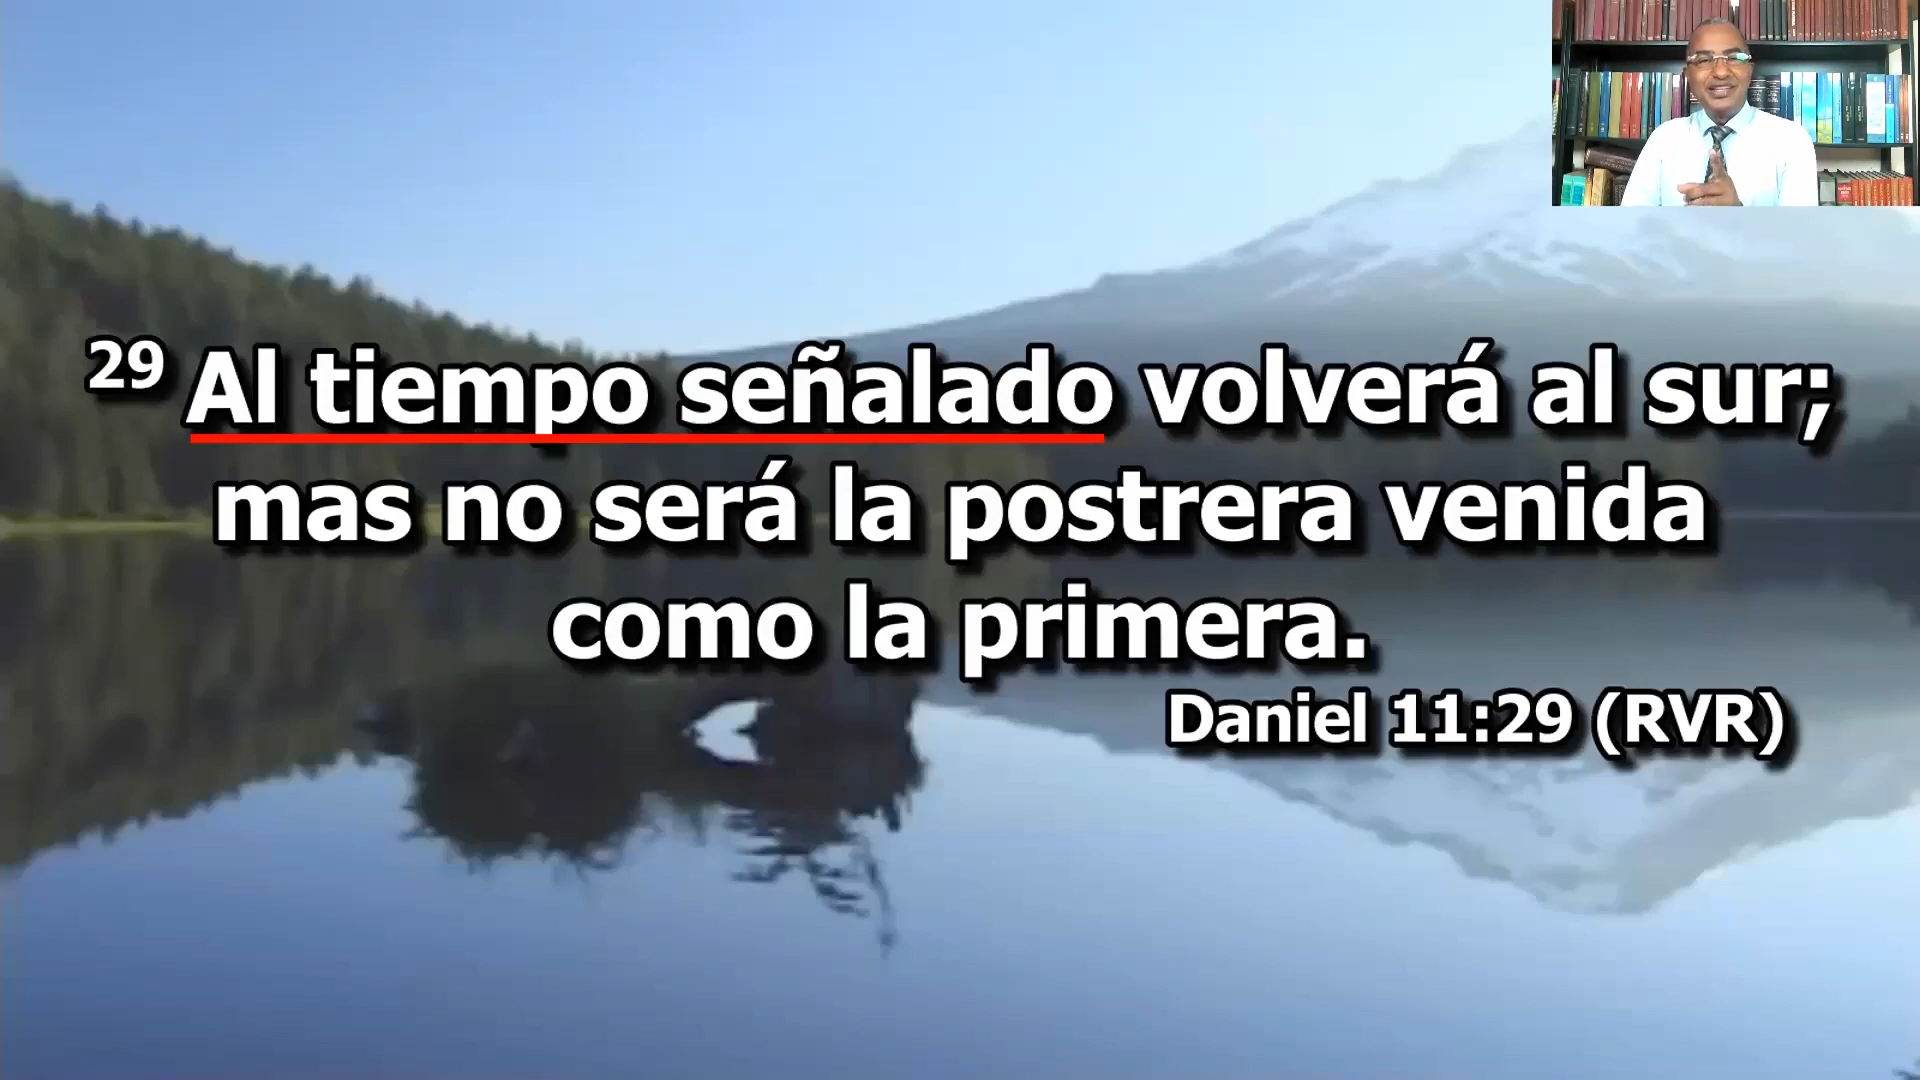 29 Al tiempo señalado volverá al sur;
mas no será la postrera venida
como la primera.
Daniel 11:29 (RVR)